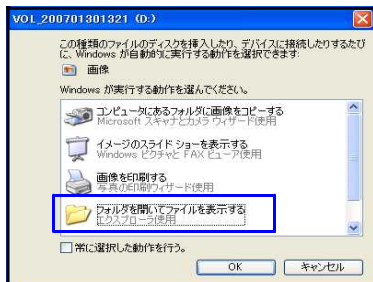 VOL_200701301321 (D:)
この種類のファイルのディスクを挿入したり、デバイスに接続したりするたび
に、Windows が自動的に実行する動作を選択できます:
画像
Windows が実行する動作を選んでください。
コンピュータにあるフォルダに画像をコピーする
Microsoft スキャナとカメラ ウィザード使用
イメージのスライド ショーを表示する
Windows ピクチャと FAX ビューア使用
画像を印刷する
写真の印刷ウィザード使用
フォルダを開いてファイルを表示する
エクスプローラ使用
常に選択した動作を行う。
OK
キャンセル